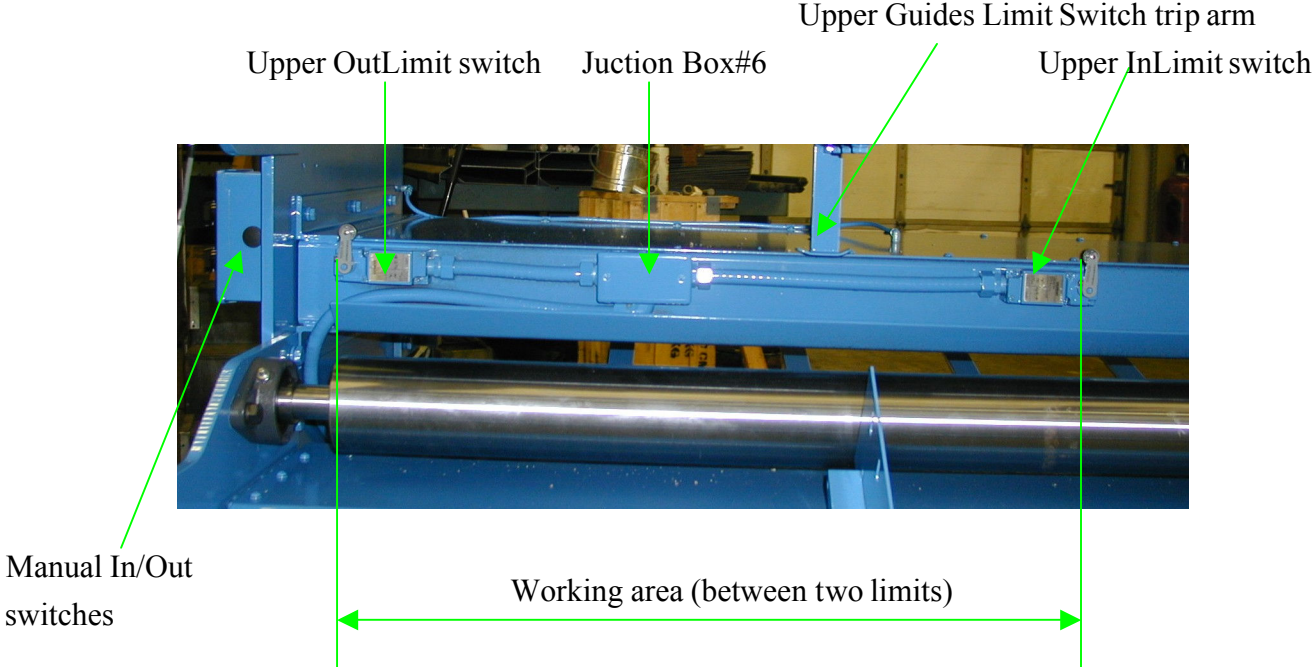 Upper Guides Limit Switch trip arm
Upper OutLimit switch
Juction Box#6
Upper InLimit switch
Manual In/Out
switches
Working area (between two limits)